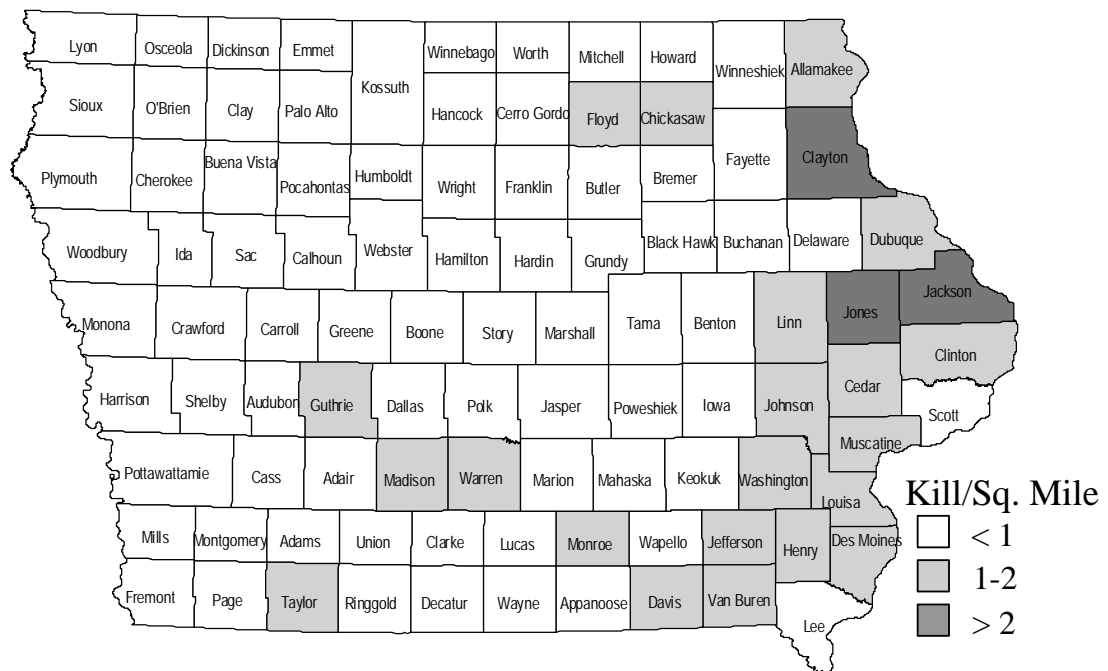 Lyon
Osceola
Dickinson
Emmet
Kossuth
Winnebago
Worth
Mitchell
Howard
Winneshiek
Allamakee
Sioux
O'Brien
Clay
Palo Alto
Hancock
Cerro Gordo
Floyd
Chickasaw
Plymouth
Cherokee
Buena Vista
Pocahontas
Humboldt
Wright
Franklin
Butler
Bremer
Fayette
Clayton
Woodbury
Ida
Sac
Calhoun
Webster
Hamilton
Hardin
Grundy
Black Hawk
Buchanan
Delaware
Dubuque
Monona
Crawford
Carroll
Greene
Boone
Story
Marshall
Tama
Benton
Linn
Jones
Jackson
Clinton
Harrison
Shelby
Audubon
Guthrie
Dallas
Polk
Jasper
Poweshiek
Iowa
Johnson
Cedar
Scott
Muscatine
Pottawattamie
Cass
Adair
Madison
Warren
Marion
Mahaska
Keokuk
Washington
Louisa
Mills
Montgomery
Adams
Union
Clarke
Lucas
Monroe
Wapello
Jefferson
Henry
Des Moines
Fremont
Page
Taylor
Ringgold
Decatur
Wayne
Appanoose
Davis
Van Buren
Lee
Kill/Sq. Mile
< 1
1-2
> 2